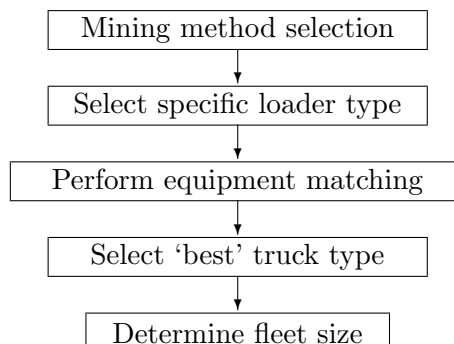 Mining method selection
Select specific loader type
Perform equipment matching
Select ‘best’ truck type
Determine fleet size